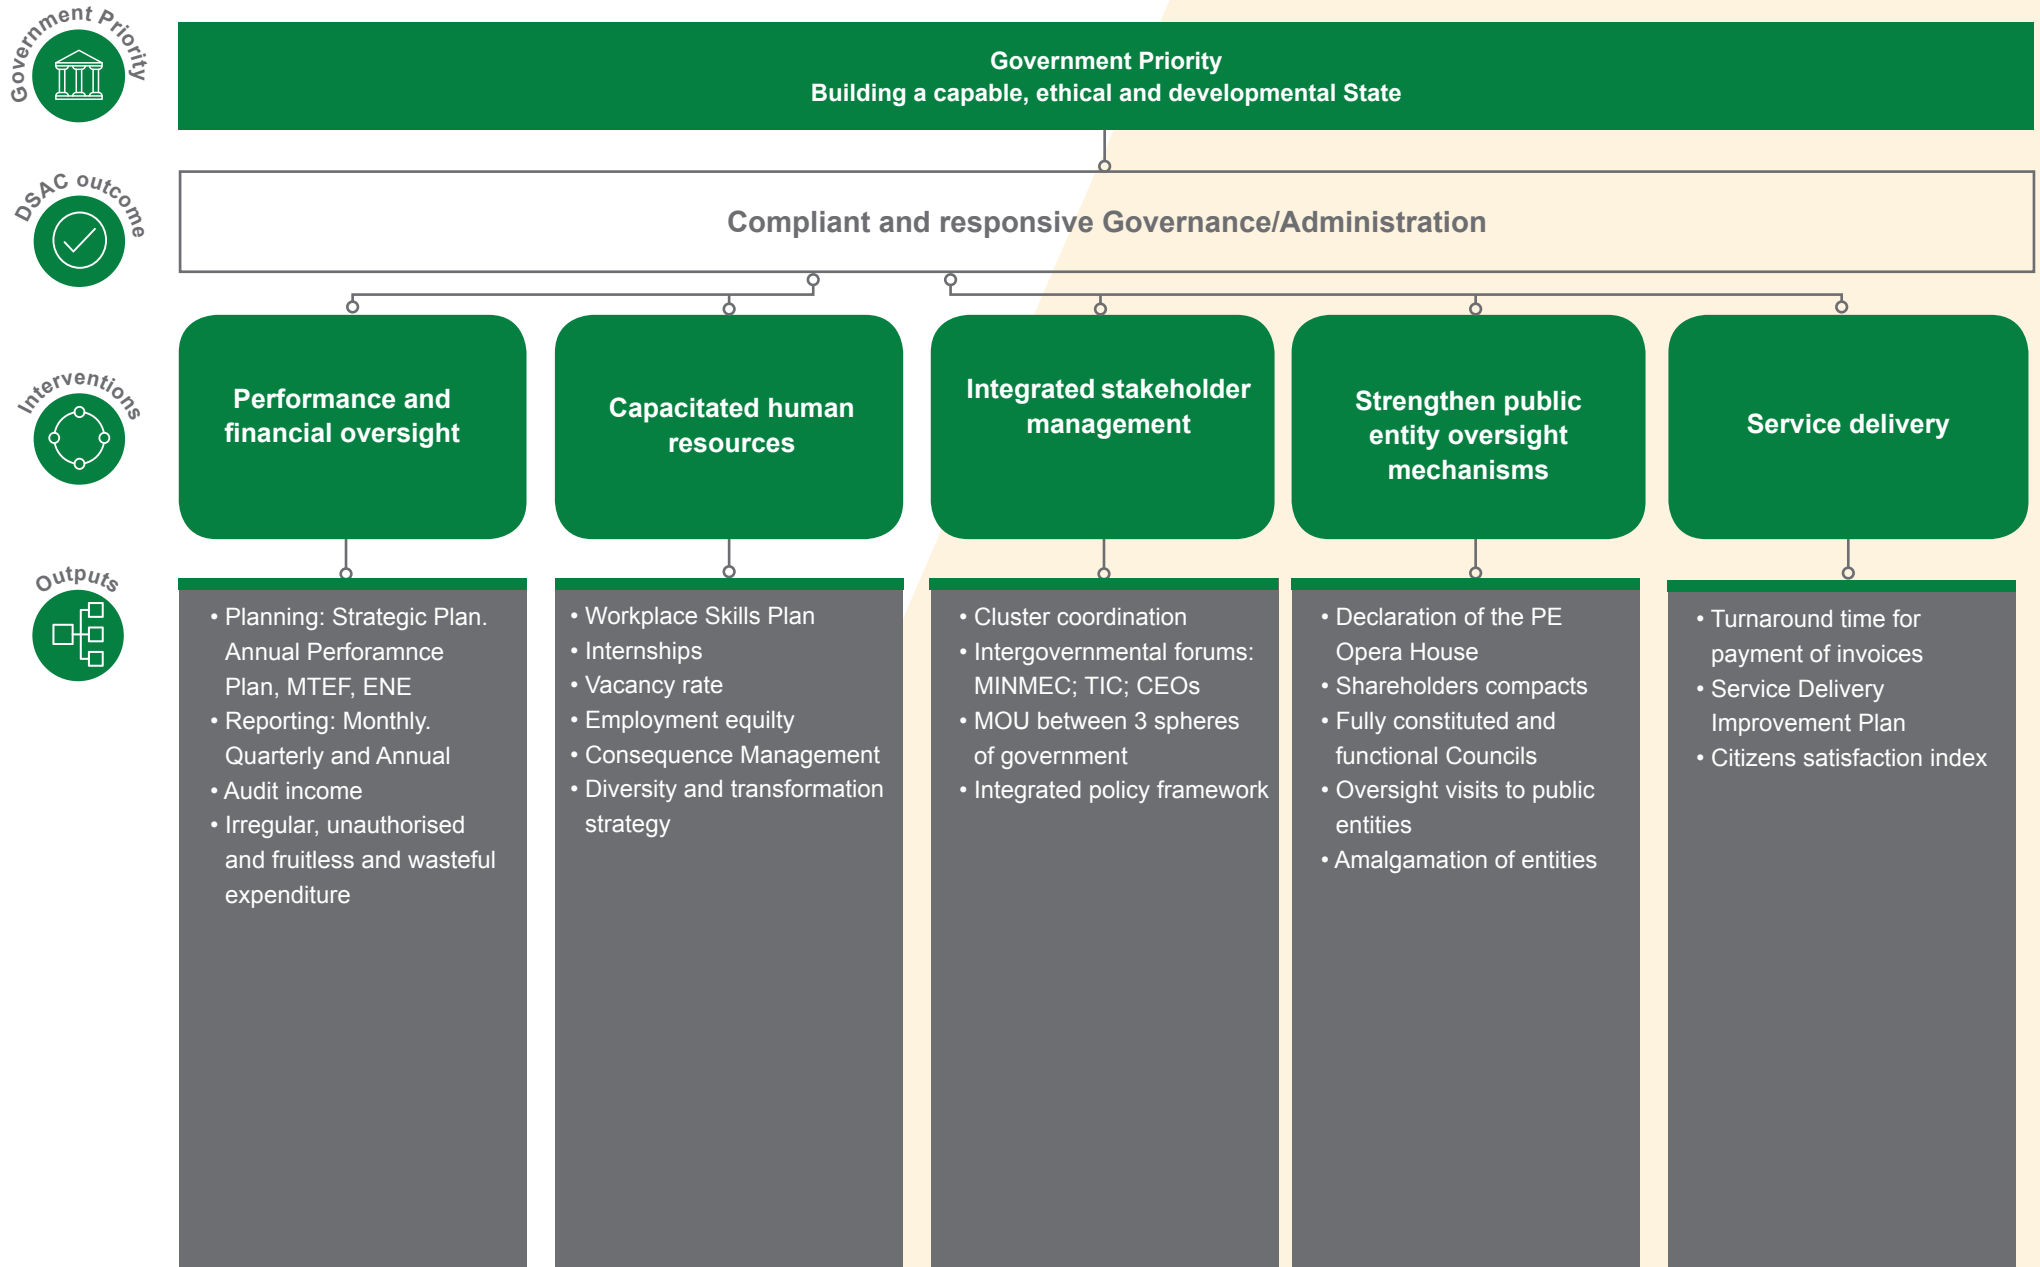 Government Priority
Government Priority
Building a capable, ethical and developmental State
DSAC outcome
Compliant and responsive Governance/Administration
Interventions
Performance and
financial oversight
Capacitated human
resources
Integrated stakeholder
management
Strengthen public
entity oversight
mechanisms
Service delivery
Outputs
• Planning: Strategic Plan.
Annual Perforamnce
Plan, MTEF, ENE
• Reporting: Monthly.
Quarterly and Annual
• Audit income
• Irregular, unauthorised
and fruitless and wasteful
expenditure
• Workplace Skills Plan
• Internships
• Vacancy rate
• Employment equilty
• Consequence Management
• Diversity and transformation
strategy
• Cluster coordination
• Intergovernmental forums:
MINMEC; TIC; CEOs
• MOU between 3 spheres
of government
• Integrated policy framework
• Declaration of the PE
Opera House
• Shareholders compacts
• Fully constituted and
functional Councils
• Oversight visits to public
entities
• Amalgamation of entities
• Turnaround time for
payment of invoices
• Service Delivery
Improvement Plan
• Citizens satisfaction index